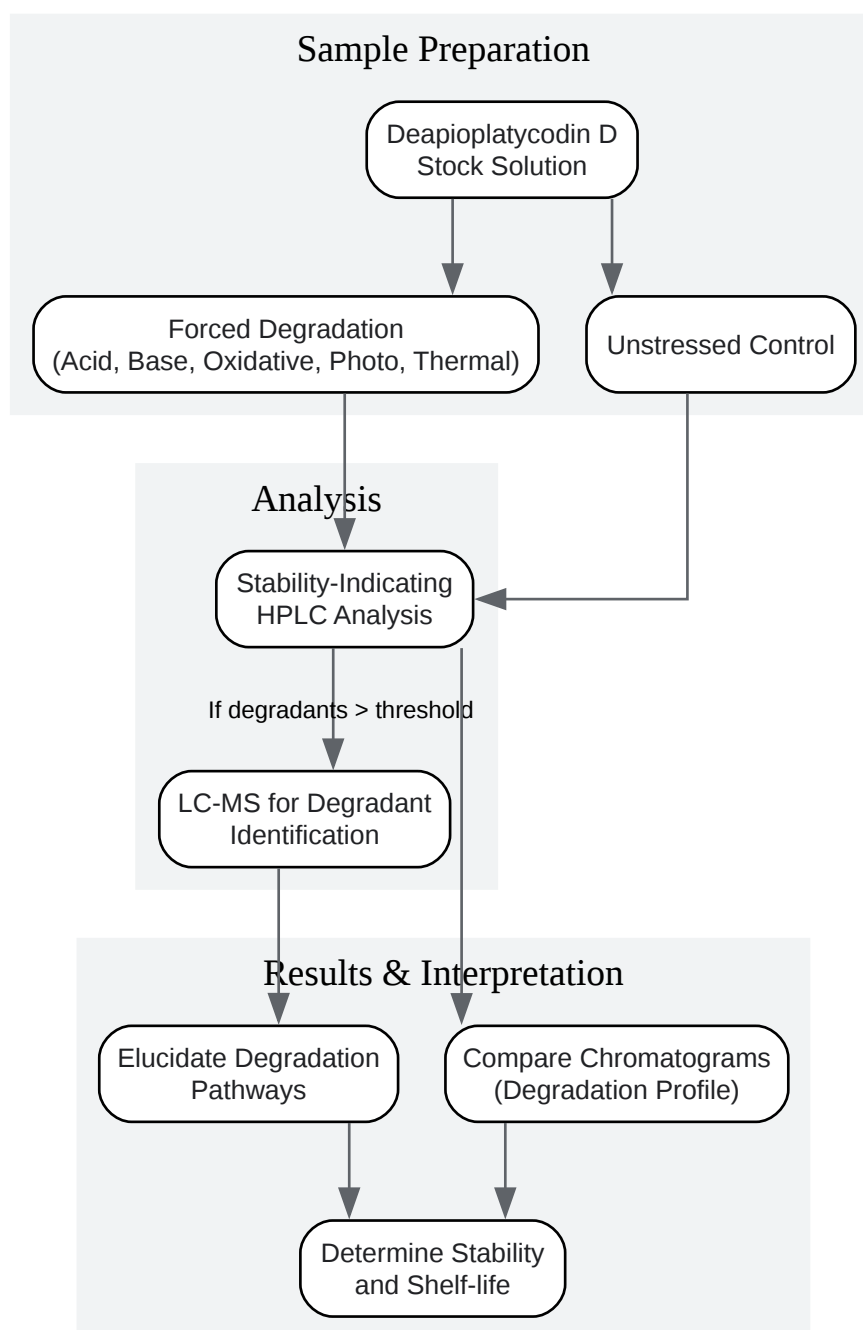 Sample Preparation
Deapioplatycodin D
Stock Solution
Forced Degradation
(Acid, Base, Oxidative, Photo, Thermal)
Unstressed Control
Analysis
Stability-Indicating
HPLC Analysis
If degradants > threshold
LC-MS for Degradant
Identification
Results & Interpretation
Elucidate Degradation
Pathways
Compare Chromatograms
(Degradation Profile)
Determine Stability
and Shelf-life